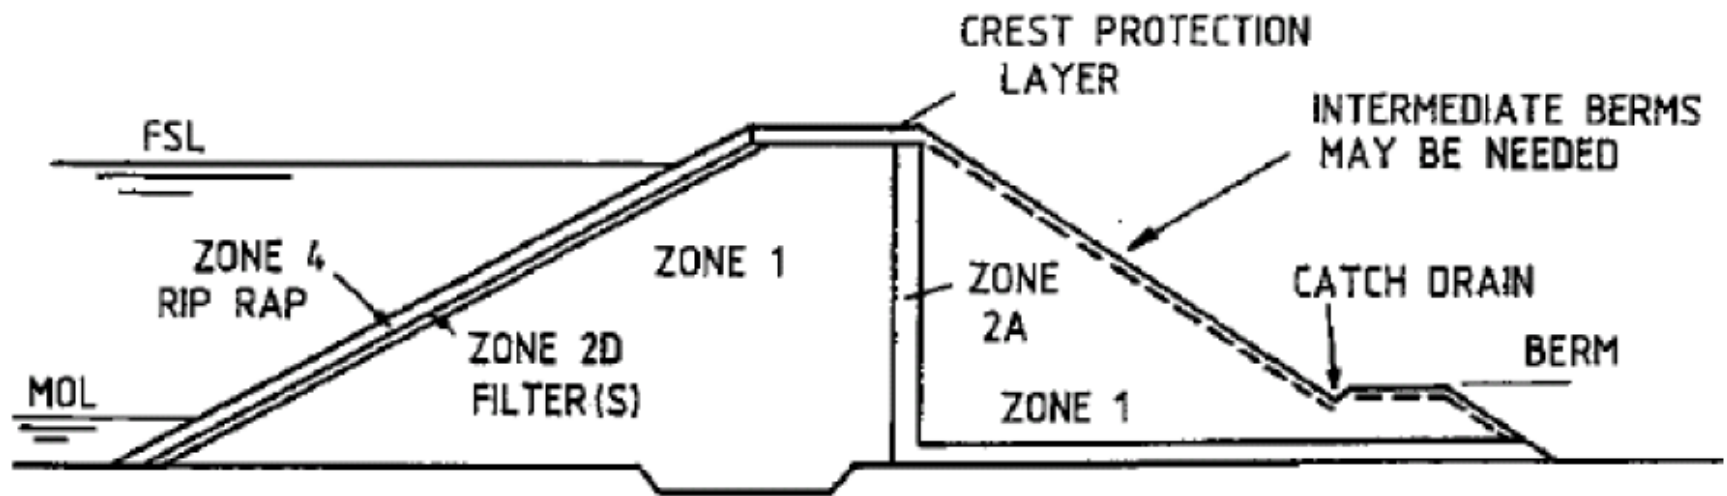 CREST PROTECTION
LAYER
INTERMEDIATE BERMS
MAY BE NEEDED
FSL
ZONE 4
RIP RAP
ZONE 1
ZONE
2A
CATCH DRAIN
ZONE 2D
FILTER(S)
BERM
MOL
ZONE 1